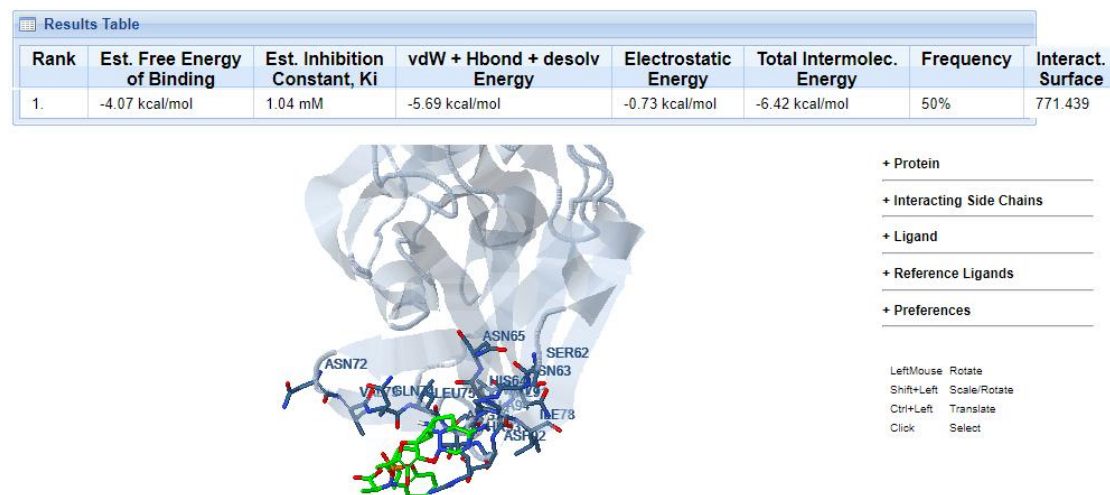 Results Table
Rank Est. Free Energy of Binding Est. Inhibition Constant, Ki vdW + Hbond + desolv Energy Electrostatic Energy Total Intermolec. Energy Frequency Interact. Surface
1. -4.07 kcal/mol 1.04 mM -5.69 kcal/mol -0.73 kcal/mol -6.42 kcal/mol 50% 771.439
+ Protein
+ Interacting Side Chains
+ Ligand
+ Reference Ligands
+ Preferences
ASN65
SER62
ASN72
HIS64
LEU75
ILE78
LeftMouse Rotate
Shift+Left Scale/Rotate
Ctrl+Left Translate
Click Select